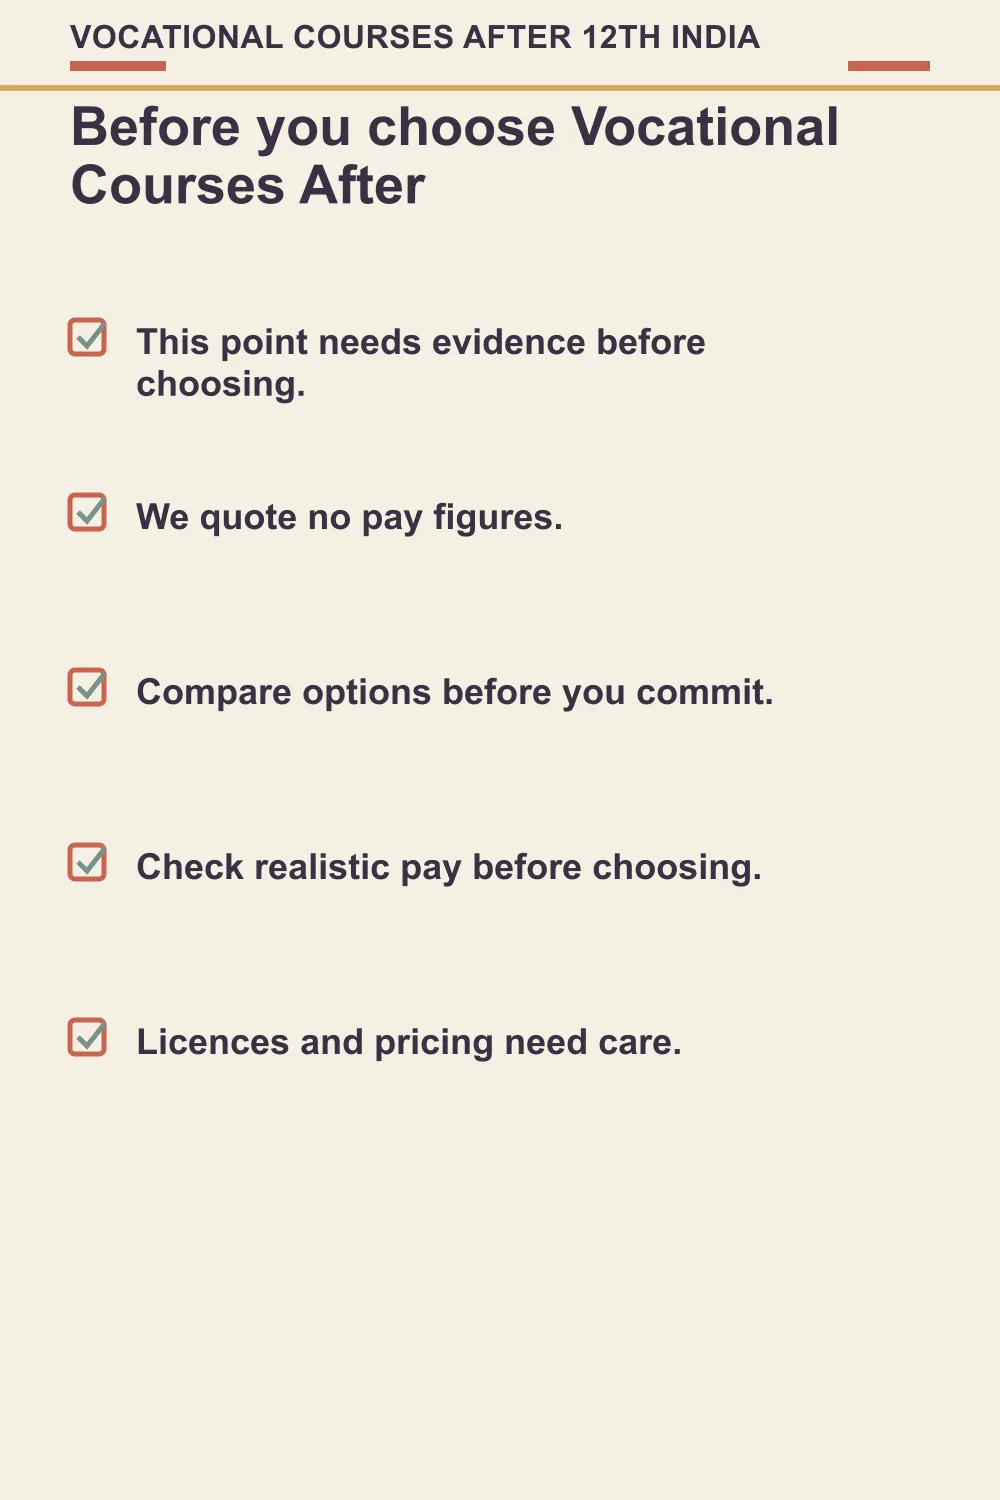 VOCATIONAL COURSES AFTER 12TH INDIA
Before you choose Vocational
Courses After
This point needs evidence before
choosing.
We quote no pay figures.
Compare options before you commit.
Check realistic pay before choosing.
Licences and pricing need care.